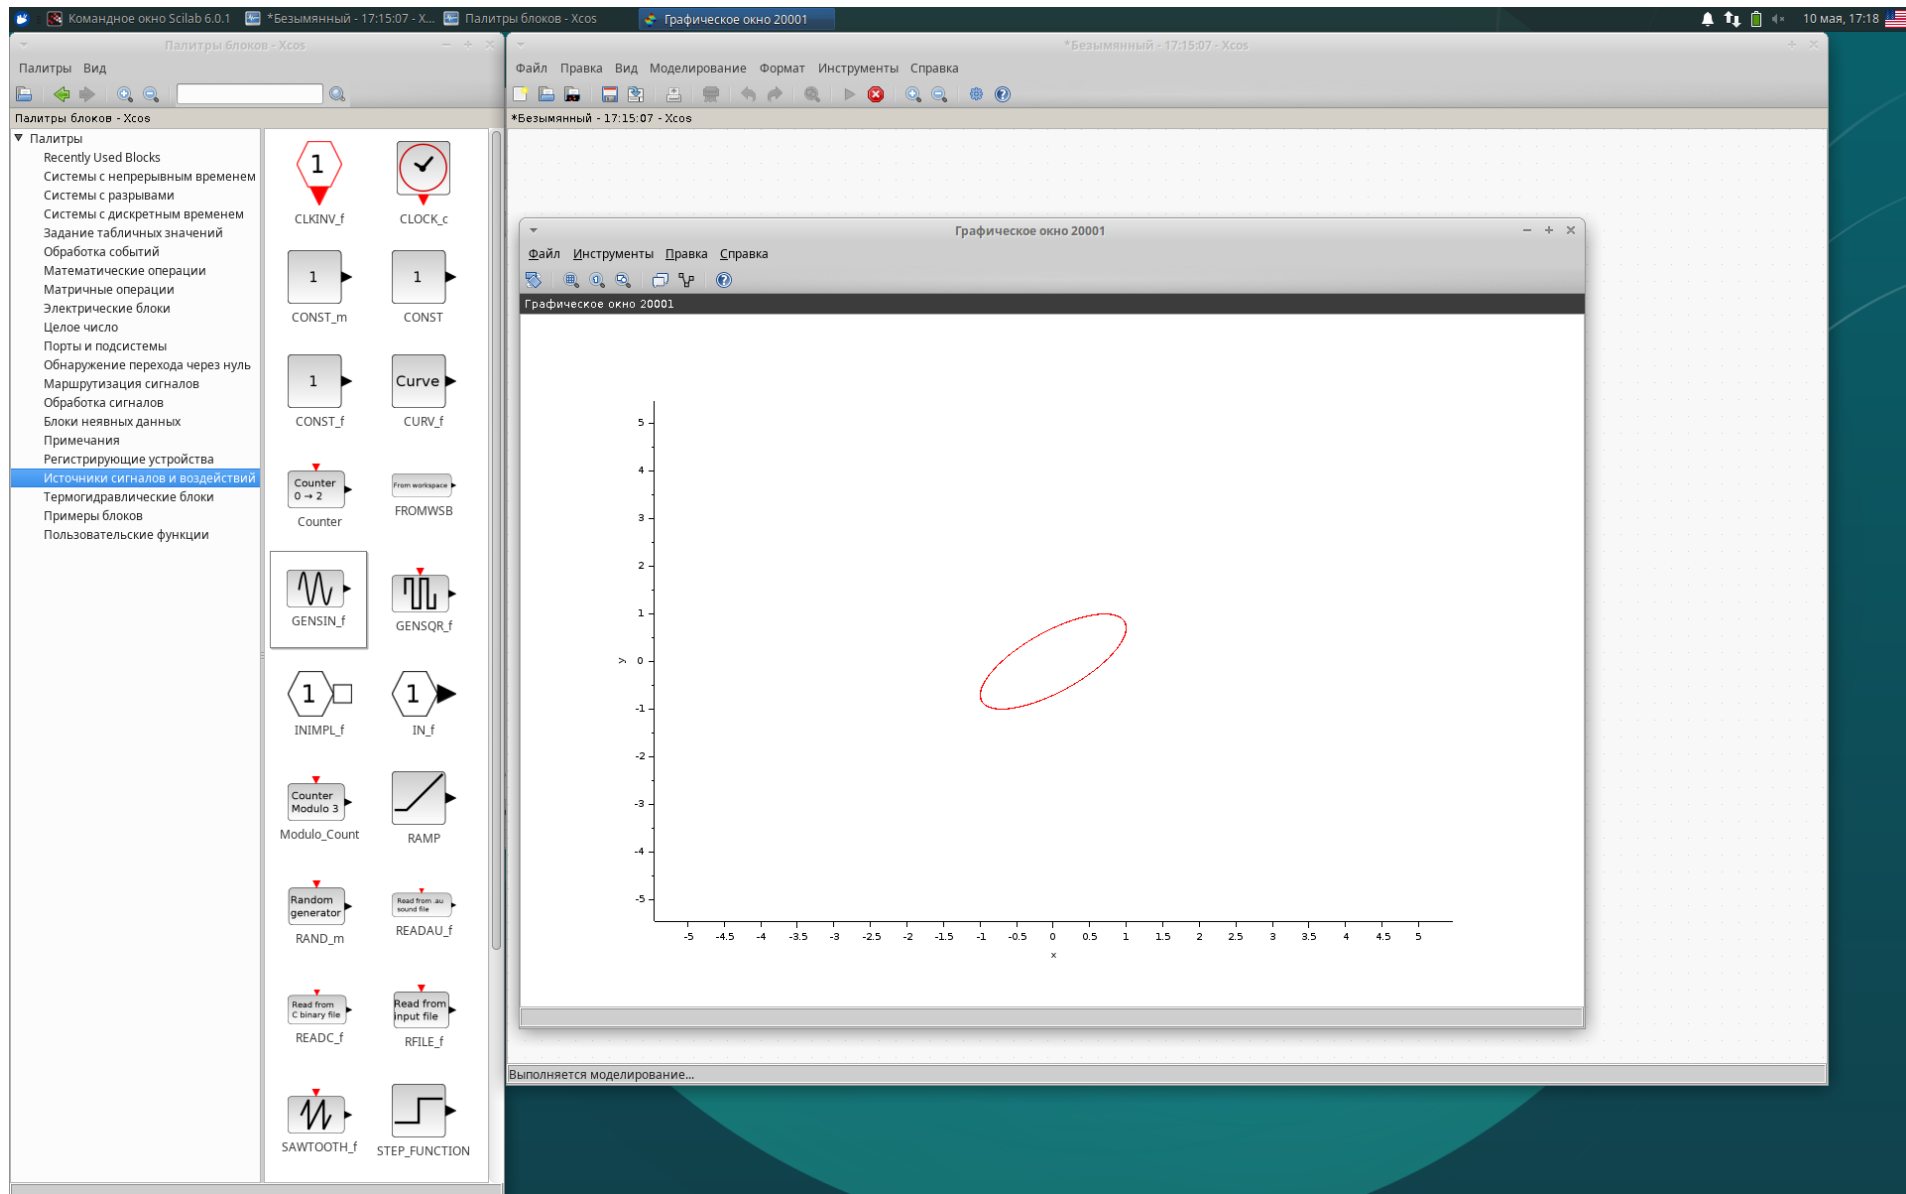 Командное окно Scilab 6.0.1
*Безымянный - 17:15:07 - X...
Палитры блоков - Xcos
Графическое окно 20001
10 мая, 17:18
Палитры блоков - Xcos
Палитры Вид
Палитры блоков - Xcos
Палитры
Recently Used Blocks
Системы с непрерывным временем
Системы с разрывами
Системы с дискретным временем
Задание табличных значений
Обработка событий
Математические операции
Матричные операции
Электрические блоки
Целое число
Порты и подсистемы
Обнаружение перехода через нуль
Маршрутизация сигналов
Обработка сигналов
Блоки неявных данных
Примечания
Регистрирующие устройства
Источники сигналов и воздействий
Термогидравлические блоки
Примеры блоков
Пользовательские функции
1
CLKINV_f
CLOCK_c
1
CONST_m
1
CONST
1
CONST_f
Curve
CURV_f
Counter
0 → 2
Counter
From workspace
FROMWSB
GENSIN_f
GENSQR_f
1
INIMPL_f
1
IN_f
Counter
Modulo 3
Modulo_Count
RAMP
Random
generator
RAND_m
Read from .au
sound file
READAU_f
Read from
C binary file
READC_f
Read from
input file
RFILE_f
SAWTOOTH_f
STEP_FUNCTION
*Безымянный - 17:15:07 - Xcos
Файл Правка Вид Моделирование Формат Инструменты Справка
*Безымянный - 17:15:07 - Xcos
Графическое окно 20001
Файл Инструменты Правка Справка
Графическое окно 20001
5
4
3
2
1
y 0
-1
-2
-3
-4
-5
-5 -4.5 -4 -3.5 -3 -2.5 -2 -1.5 -1 -0.5 0 0.5 1 1.5 2 2.5 3 3.5 4 4.5 5
x
Выполняется моделирование...